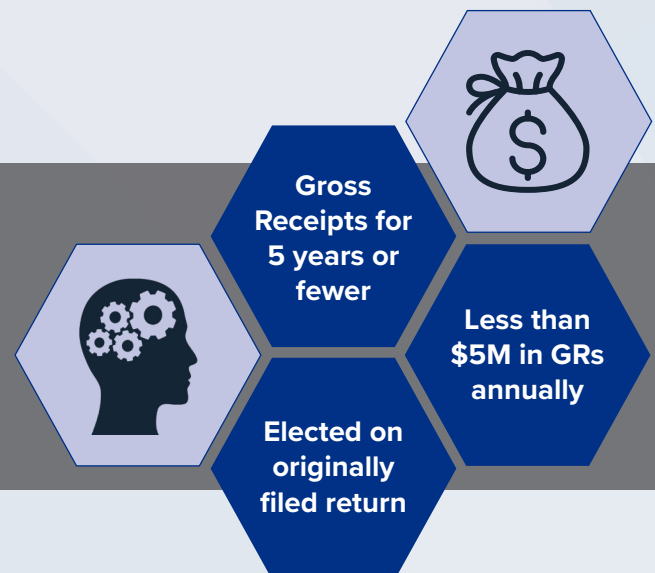 $
Gross
Receipts for
5 years or
fewer
Less than
$5M in GRs
annually
Elected on
originally
filed return